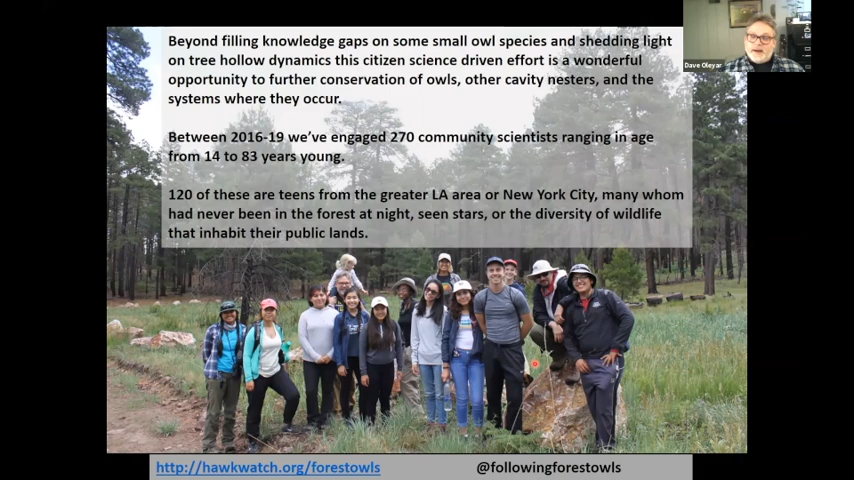 Beyond filling knowledge gaps on some small owl species and shedding light
on tree hollow dynamics this citizen science driven effort is a wonderful
opportunity to further conservation of owls, other cavity nesters, and the
systems where they occur.
Between 2016-19 we've engaged 270 community scientists ranging in age
from 14 to 83 years young.
120 of these are teens from the greater LA area or New York City, many whom
had never been in the forest at night, seen stars, or the diversity of wildlife
that inhabit their public lands.
Dave Oleyar
http://hawkwatch.org/forestowls
@followingforestowls